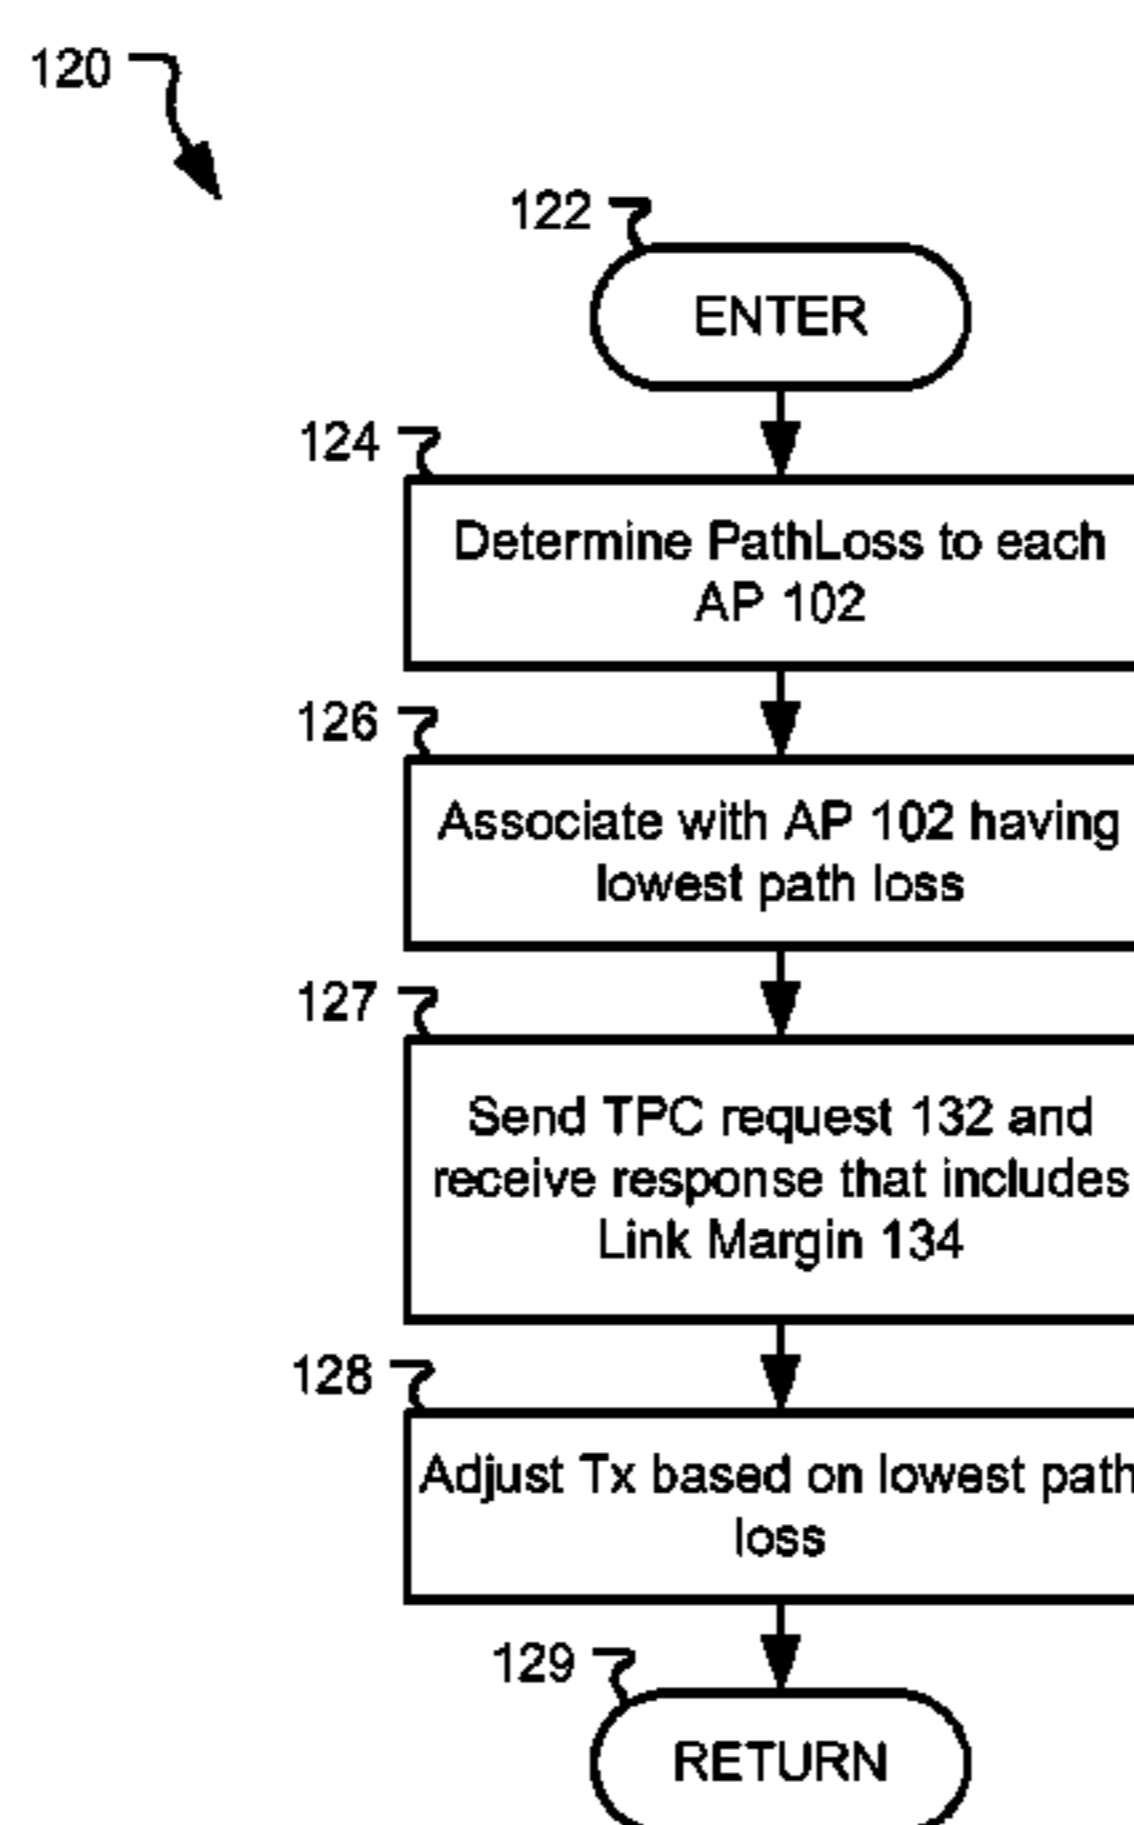 120
122
ENTER
124
Determine PathLoss to each
AP 102
126
Associate with AP 102 having
lowest path loss
127
Send TPC request 132 and
receive response that includes
Link Margin 134
128
Adjust Tx based on lowest path
loss
129
RETURN